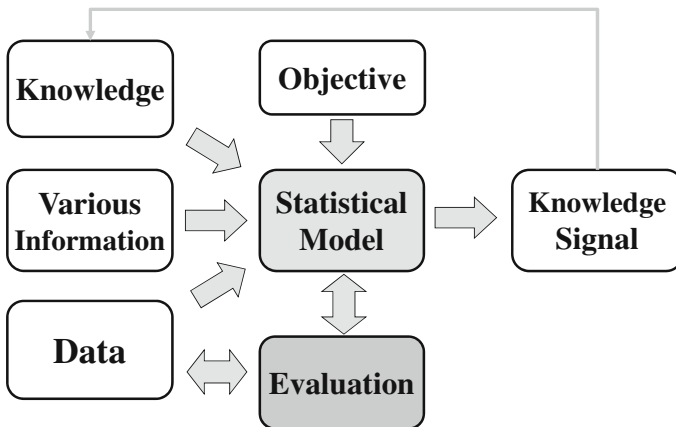 Knowledge
Objective
Various
Information
Statistical
Model
Knowledge
Signal
Data
Evaluation